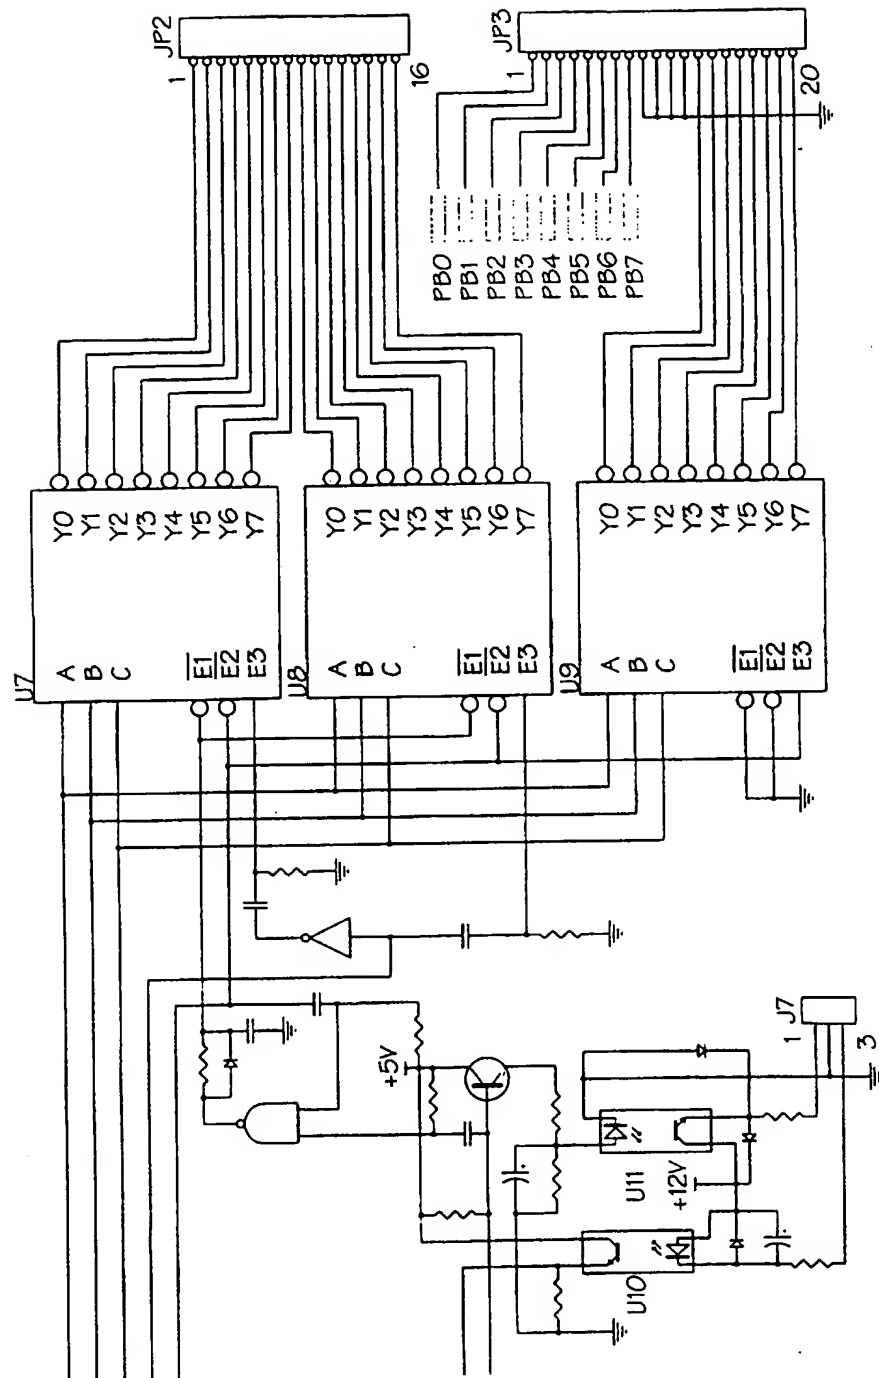 JP2
1
16
JP3
1
20
PB0
PB1
PB2
PB3
PB4
PB5
PB6
PB7
U7
A
B
C
E1
E2
E3
Y0
Y1
Y2
Y3
Y4
Y5
Y6
Y7
U8
A
B
C
E1
E2
E3
Y0
Y1
Y2
Y3
Y4
Y5
Y6
Y7
U9
A
B
C
E1
E2
E3
Y0
Y1
Y2
Y3
Y4
Y5
Y6
Y7
+5V
J7
1
3
U11
+12V
U10